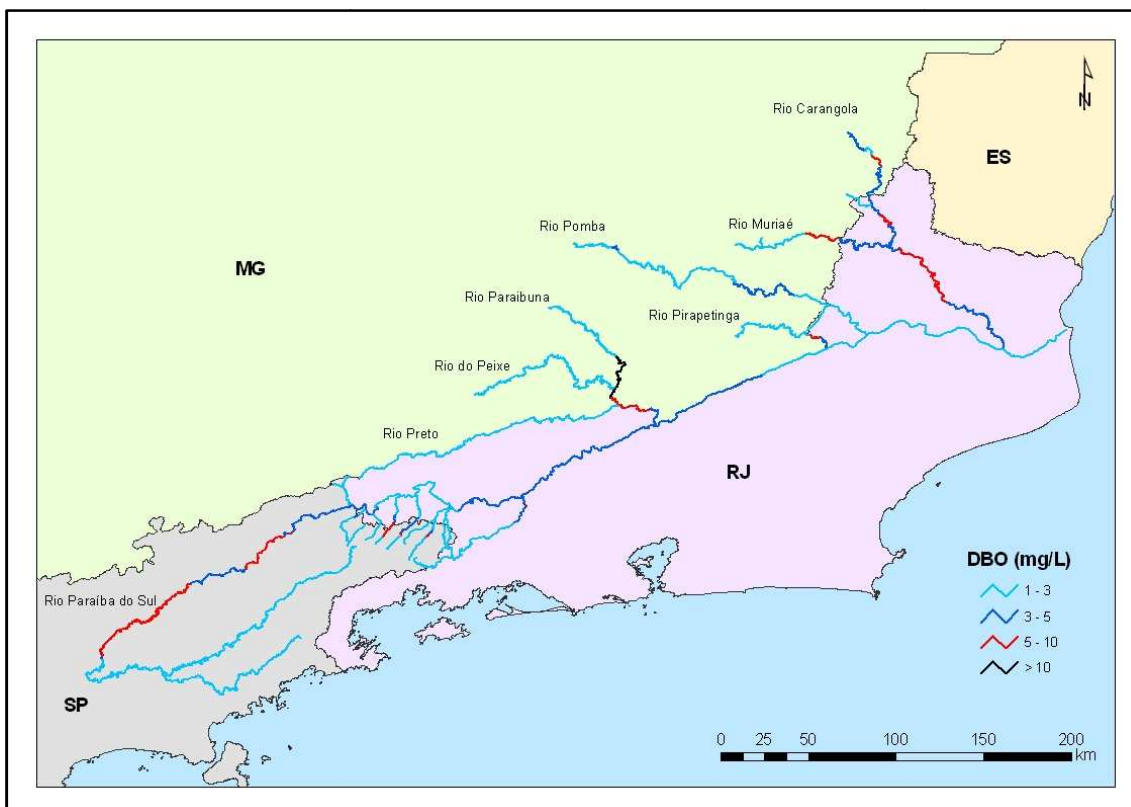 Rio Carangola
N
ES
Rio Pomba
Rio Muriaé
MG
Rio Paraibuna
Rio Pirapetinga
Rio do Peixe
Rio Preto
RJ
DBO (mg/L)
1 - 3
3 - 5
5 - 10
> 10
Rio Paraíba do Sul
SP
0 25 50 100 150 200
km